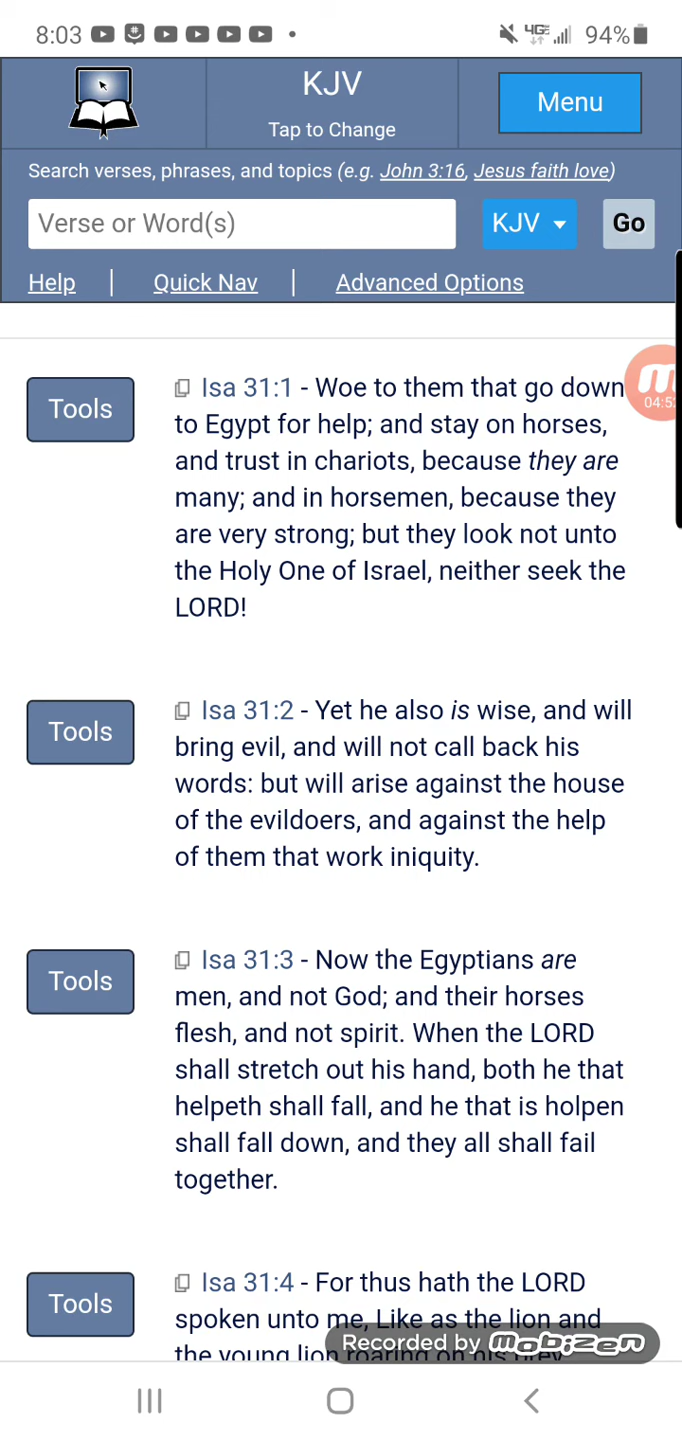 8:03 4GE 94%
KJV
Tap to Change
Menu
Search verses, phrases, and topics (e.g. John 3:16, Jesus faith love)
Verse or Word(s) KJV Go
Help | Quick Nav | Advanced Options
04:5
Tools
Isa 31:1 - Woe to them that go down
to Egypt for help; and stay on horses,
and trust in chariots, because they are
many; and in horsemen, because they
are very strong; but they look not unto
the Holy One of Israel, neither seek the
LORD!
Tools
Isa 31:2 - Yet he also is wise, and will
bring evil, and will not call back his
words: but will arise against the house
of the evildoers, and against the help
of them that work iniquity.
Tools
Isa 31:3 - Now the Egyptians are
men, and not God; and their horses
flesh, and not spirit. When the LORD
shall stretch out his hand, both he that
helpeth shall fall, and he that is holpen
shall fall down, and they all shall fail
together.
Tools
Isa 31:4 - For thus hath the LORD
spoken unto me, Like as the lion and
the young lion roaring on his prey
Recorded by mobizen